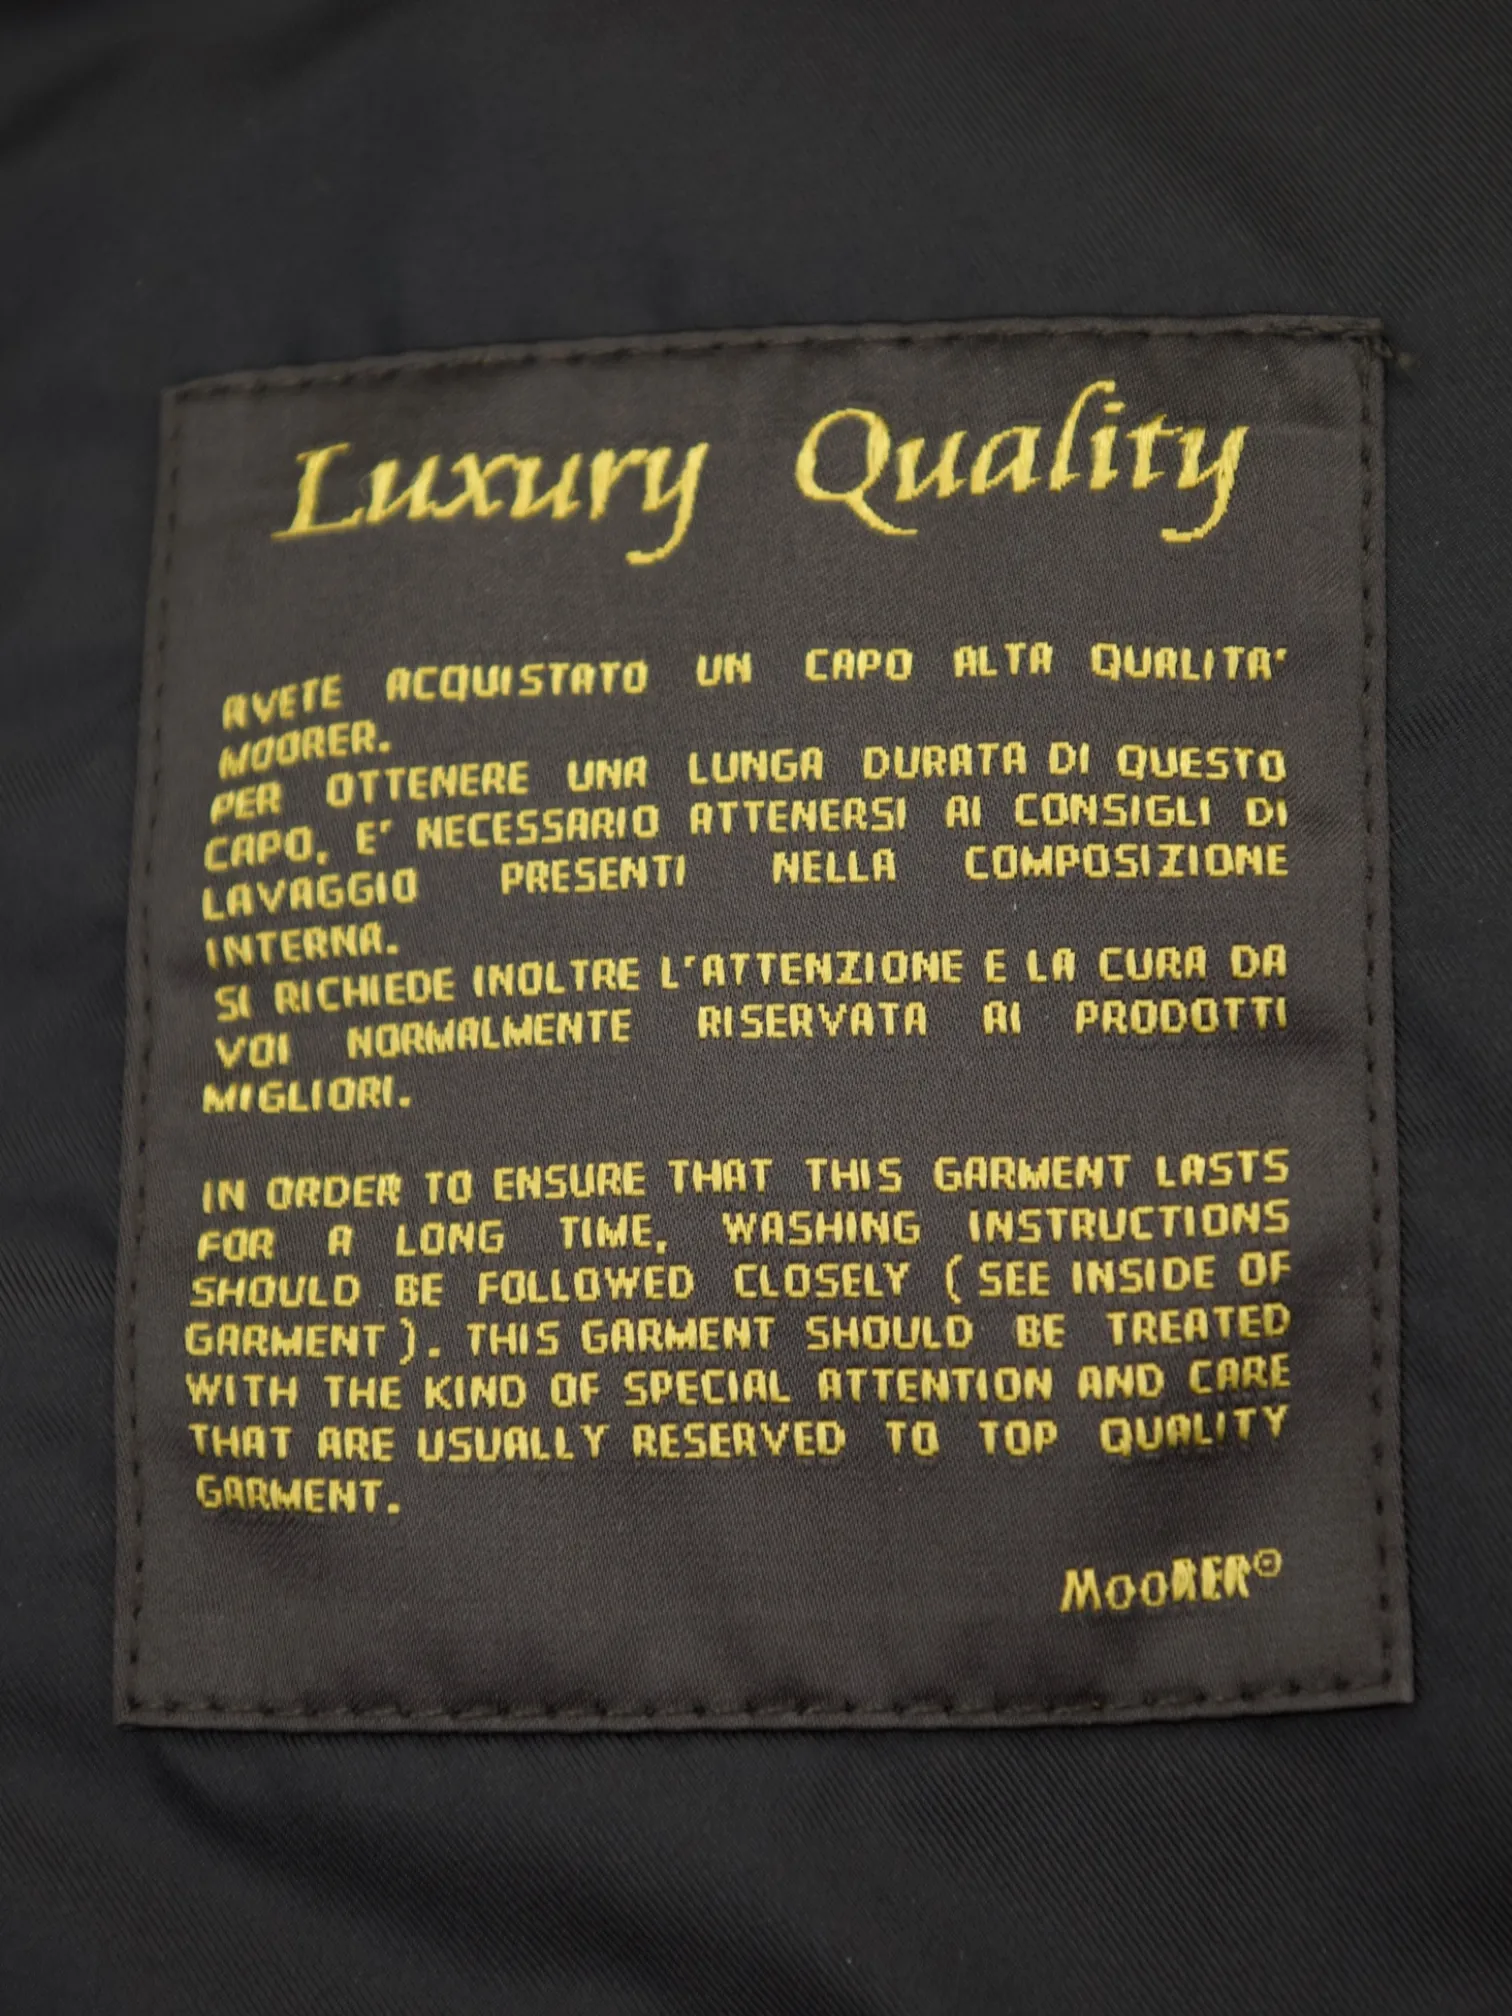 Luxury Quality
AVETE ACQUISTATO UN CAPO ALTA QUALITA'
MOORER.
PER OTTENERE UNA LUNGA DURATA DI QUESTO
CAPO, E' NECESSARIO ATTENERSI AI CONSIGLI DI
LAVAGGIO PRESENTI NELLA COMPOSIZIONE
INTERNA.
SI RICHIEDE INOLTRE L'ATTENZIONE E LA CURA DA
VOI NORMALMENTE RISERVATA AI PRODOTTI
MIGLIORI.
IN ORDER TO ENSURE THAT THIS GARMENT LASTS
FOR A LONG TIME, WASHING INSTRUCTIONS
SHOULD BE FOLLOWED CLOSELY (SEE INSIDE OF
GARMENT). THIS GARMENT SHOULD BE TREATED
WITH THE KIND OF SPECIAL ATTENTION AND CARE
THAT ARE USUALLY RESERVED TO TOP QUALITY
GARMENT.
MooRER®